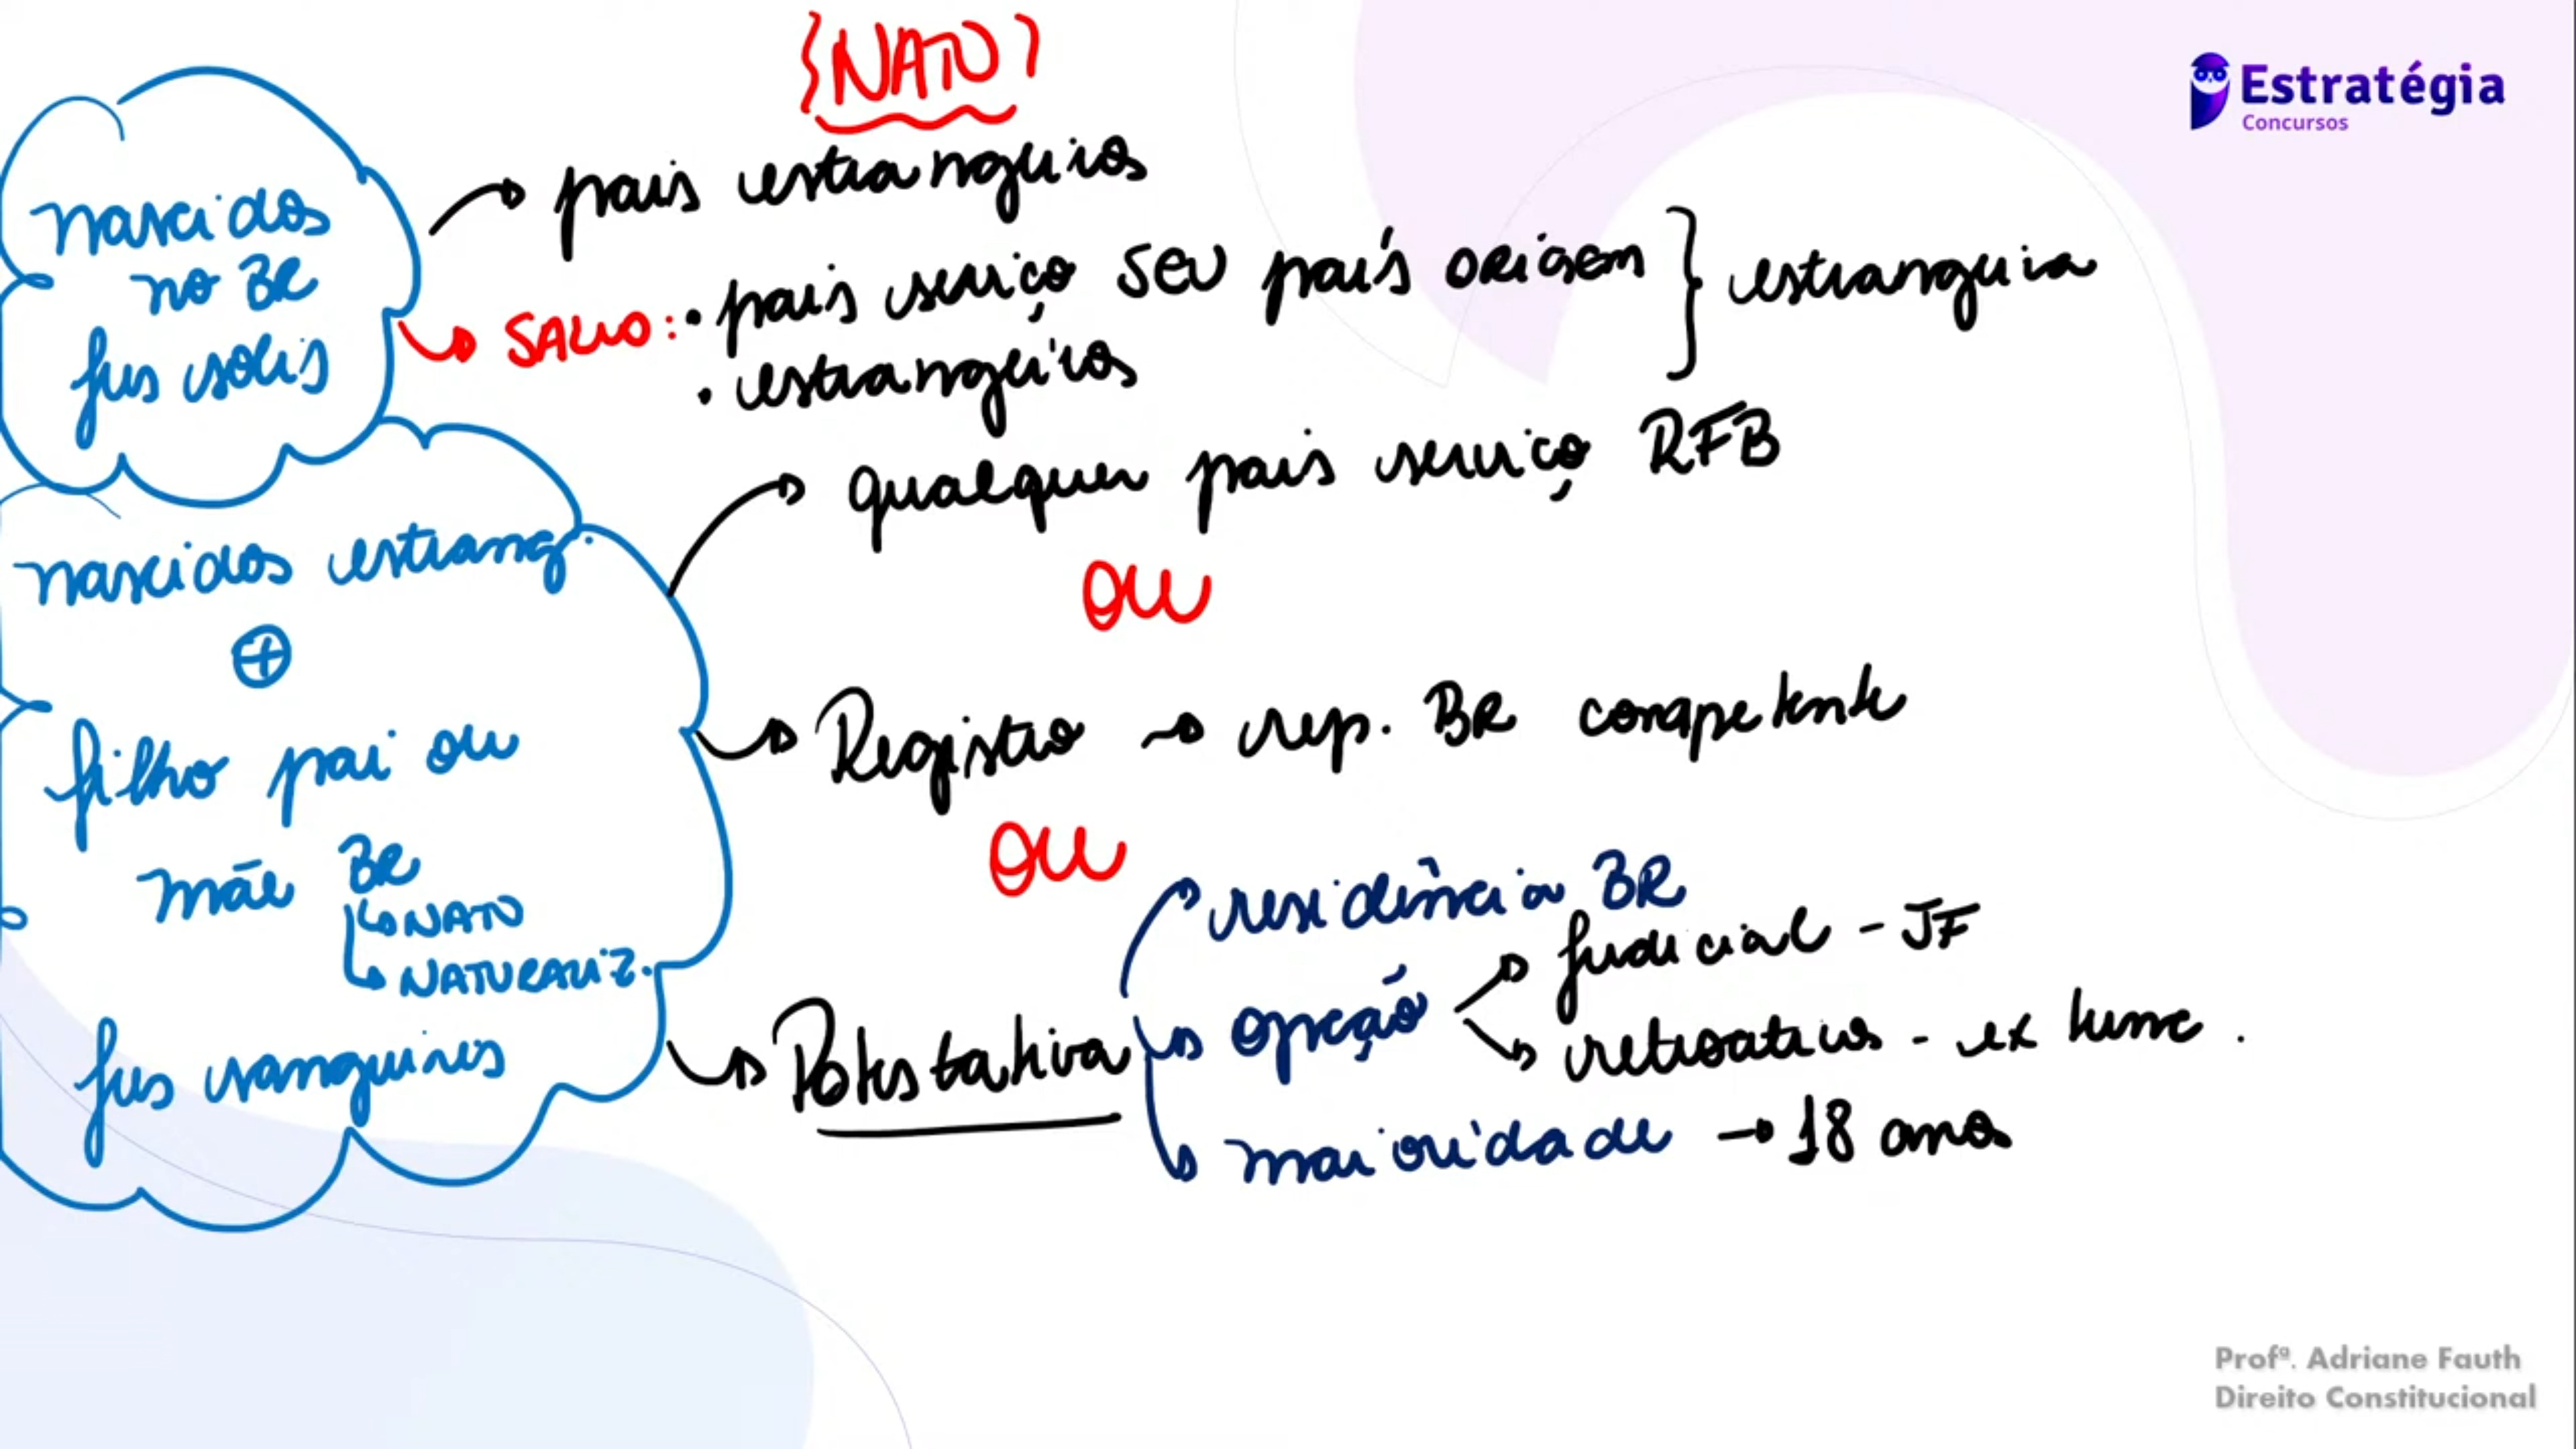 {NATO}
Estratégia
Concursos
nascidos
no BR
jus solis
pais estrangeiros
SALVO: • pais serviço SEU país ORIGEM } estrangeira
• estrangeiros
nascidos estrang.
+
filho pai ou
mãe BR
NATO
NATURALIZ.
jus sanguinis
qualquer pais serviço RFB
OU
Registro → rep. BR competente
OU
Potestativa
residência BR
opção
judicial - JF
retroativos - ex tunc.
maioridade → 18 anos
Profª. Adriane Fauth
Direito Constitucional